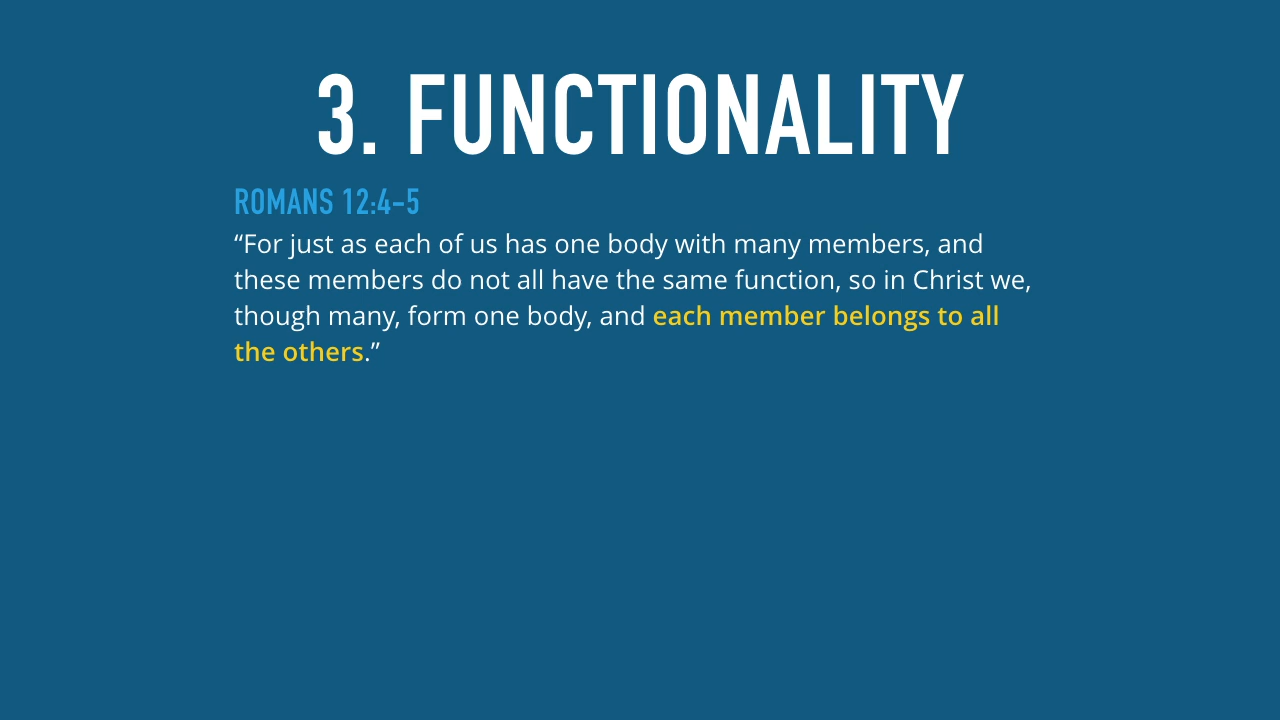 3. FUNCTIONALITY
ROMANS 12:4–5
“For just as each of us has one body with many members, and
these members do not all have the same function, so in Christ we,
though many, form one body, and each member belongs to all
the others.”